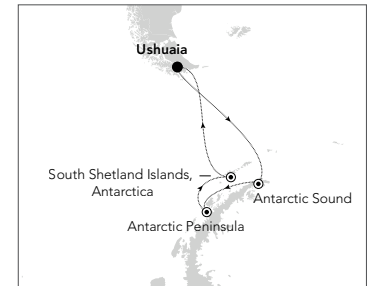 Ushuaia
South Shetland Islands,
Antarctica
Antarctic Sound
Antarctic Peninsula